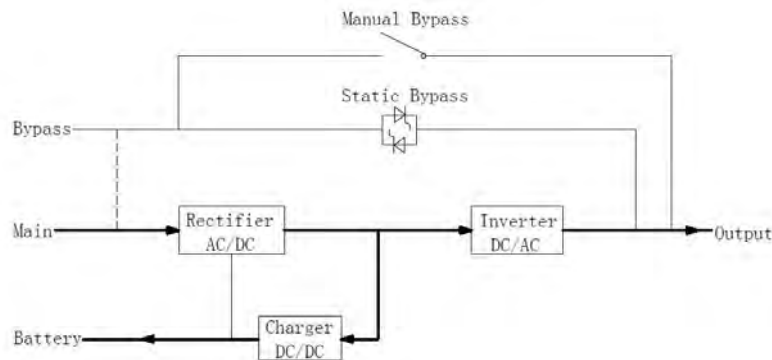 Manual Bypass
Static Bypass
Bypass
Main
Rectifier
AC/DC
Inverter
DC/AC
Output
Battery
Charger
DC/DC